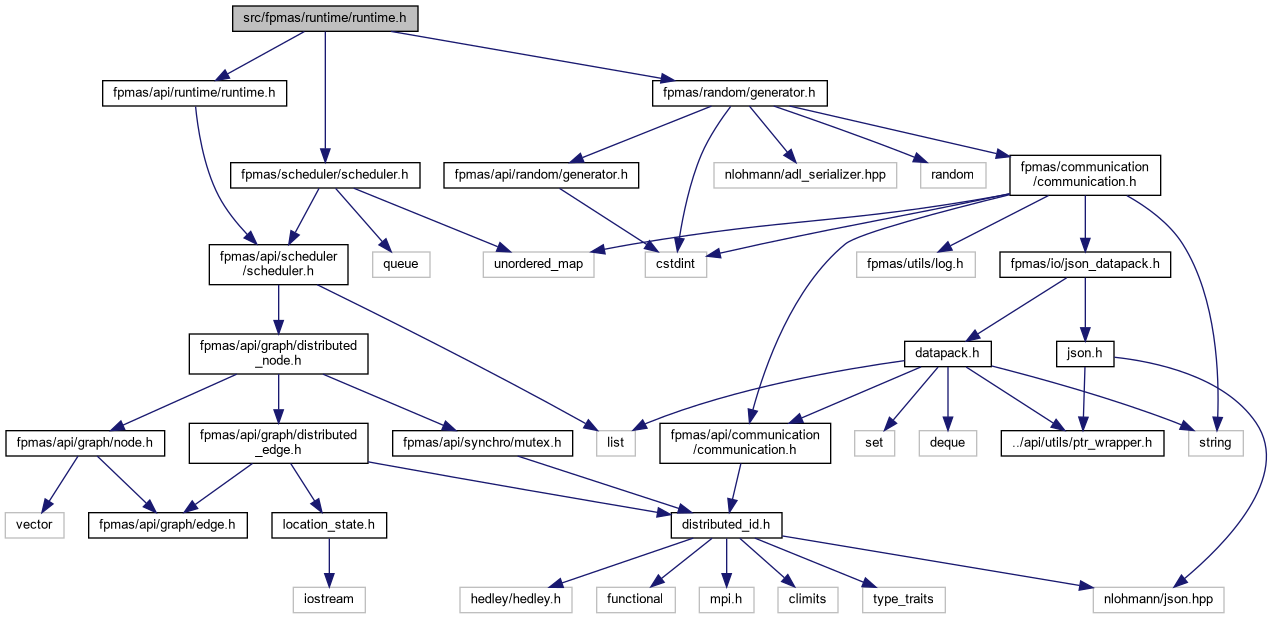 src/fpmas/runtime/runtime.h
fpmas/api/runtime/runtime.h
fpmas/random/generator.h
fpmas/scheduler/scheduler.h
fpmas/api/random/generator.h
nlohmann/adl_serializer.hpp
random
fpmas/communication
/communication.h
fpmas/api/scheduler
/scheduler.h
queue
unordered_map
cstdint
fpmas/utils/log.h
fpmas/io/json_datapack.h
fpmas/api/graph/distributed
_node.h
datapack.h
json.h
fpmas/api/graph/node.h
fpmas/api/graph/distributed
_edge.h
fpmas/api/synchro/mutex.h
list
fpmas/api/communication
/communication.h
set
deque
../api/utils/ptr_wrapper.h
string
vector
fpmas/api/graph/edge.h
location_state.h
distributed_id.h
iostream
hedley/hedley.h
functional
mpi.h
climits
type_traits
nlohmann/json.hpp